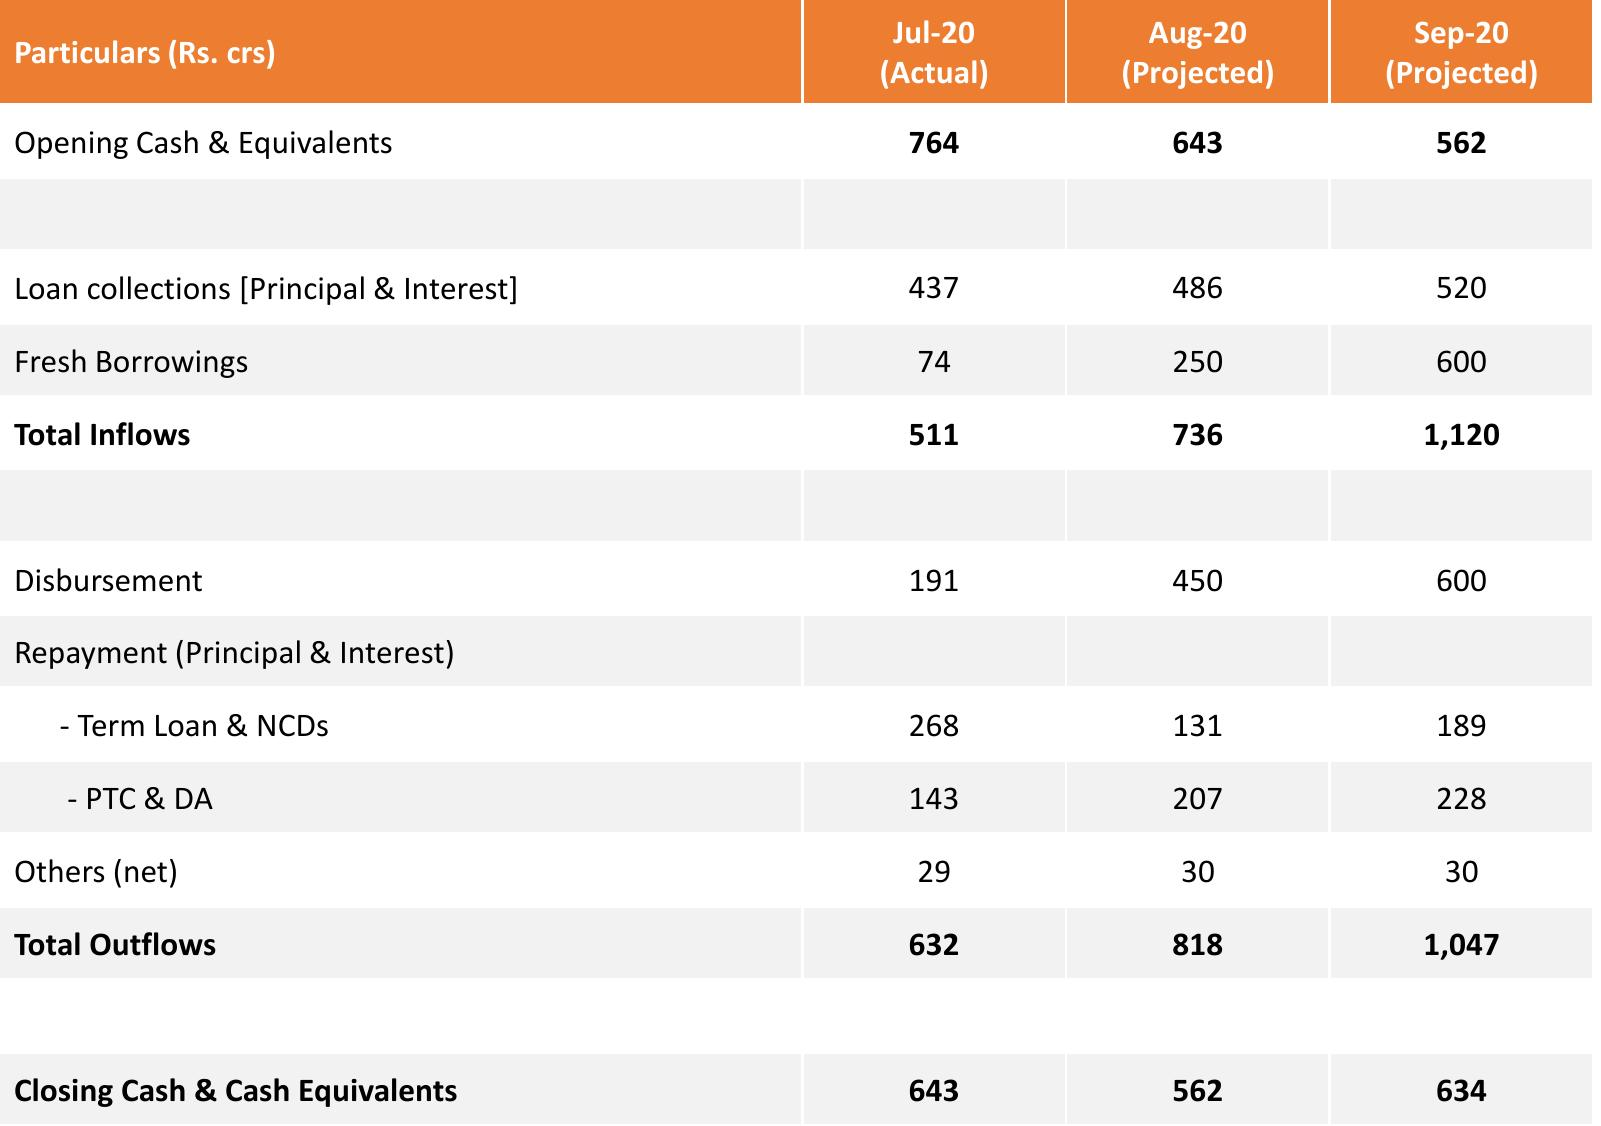 Particulars (Rs. crs) Jul-20 (Actual) Aug-20 (Projected) Sep-20 (Projected)
Opening Cash & Equivalents 764 643 562
Loan collections [Principal & Interest] 437 486 520
Fresh Borrowings 74 250 600
Total Inflows 511 736 1,120
Disbursement 191 450 600
Repayment (Principal & Interest)
- Term Loan & NCDs 268 131 189
- PTC & DA 143 207 228
Others (net) 29 30 30
Total Outflows 632 818 1,047
Closing Cash & Cash Equivalents 643 562 634